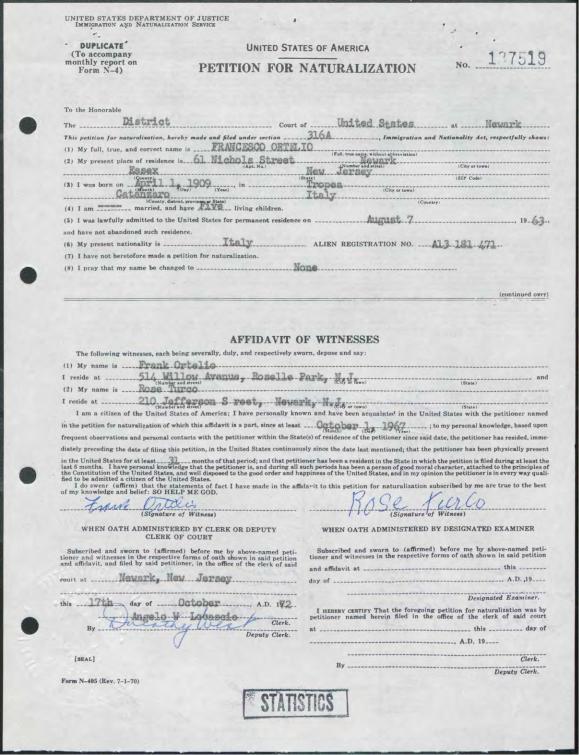 UNITED STATES DEPARTMENT OF JUSTICE
IMMIGRATION AND NATURALIZATION SERVICE
DUPLICATE
(To accompany
monthly report on
Form N-4)
UNITED STATES OF AMERICA
PETITION FOR NATURALIZATION
No. 137519
To the Honorable
The District Court of United States at Newark
This petition for naturalization, hereby made and filed under section 316A Immigration and Nationality Act, respectfully shows:
(1) My full, true, and correct name is FRANCESCO ORTELIO
(Full, true name, without abbreviation)
(2) My present place of residence is 61 Nichols Street Newark
(Apt. No.) (Number and street) (City or town)
Essex New Jersey
(County) (State) (ZIP Code)
(3) I was born on April 1, 1909 in Tropea
(Month) (Day) (Year) (City or town)
Catanzaro Italy
(County, district, province or State) (Country)
(4) I am ------ married, and have Five living children.
(5) I was lawfully admitted to the United States for permanent residence on August 7 19 63
and have not abandoned such residence.
(6) My present nationality is Italy ALIEN REGISTRATION NO. A13 181 471
(7) I have not heretofore made a petition for naturalization.
(8) I pray that my name be changed to None
(continued over)
AFFIDAVIT OF WITNESSES
The following witnesses, each being severally, duly, and respectively sworn, depose and say:
(1) My name is Frank Ortelio
I reside at 514 Willow Avenue, Roselle Park, N.J. and
(Number and street) (City or town) (State)
(2) My name is Rose Turco
I reside at 210 Jefferson S reet, Newark, N.J.
(Number and street) (City or town) (State)
I am a citizen of the United States of America; I have personally known and have been acquainted in the United States with the petitioner named
in the petition for naturalization of which this affidavit is a part, since at least October 1, 1967 ; to my personal knowledge, based upon
frequent observations and personal contacts with the petitioner within the State(s) of residence of the petitioner since said date, the petitioner has resided, imme-
diately preceding the date of filing this petition, in the United States continuously since the date last mentioned; that the petitioner has been physically present
in the United States for at least 31 months of that period; and that petitioner has been a resident in the State in which the petition is filed during at least the
last 6 months. I have personal knowledge that the petitioner is, and during all such periods has been a person of good moral character, attached to the principles of
the Constitution of the United States, and well disposed to the good order and happiness of the United States, and in my opinion the petitioner is in every way quali-
fied to be admitted a citizen of the United States.
I do swear (affirm) that the statements of fact I have made in the affidavit to this petition for naturalization subscribed by me are true to the best
of my knowledge and belief: SO HELP ME GOD.
Frank Ortelio ROSE TURCO
(Signature of Witness) (Signature of Witness)
WHEN OATH ADMINISTERED BY CLERK OR DEPUTY
CLERK OF COURT
Subscribed and sworn to (affirmed) before me by above-named peti-
tioner and witnesses in the respective forms of oath shown in said petition
and affidavit, and filed by said petitioner, in the office of the clerk of said
court at Newark, New Jersey
this 17th day of October A.D. 1972
Angelo W Locascio
Clerk.
By Dorothy West
Deputy Clerk.
[SEAL]
Form N-405 (Rev. 7-1-70)
WHEN OATH ADMINISTERED BY DESIGNATED EXAMINER
Subscribed and sworn to (affirmed) before me by above-named peti-
tioner and witnesses in the respective forms of oath shown in said petition
and affidavit at this
day of A.D. 19
Designated Examiner.
I HEREBY CERTIFY That the foregoing petition for naturalization was by
petitioner named herein filed in the office of the clerk of said court
at this day of
A.D. 19
Clerk.
By
Deputy Clerk.
STATISTICS